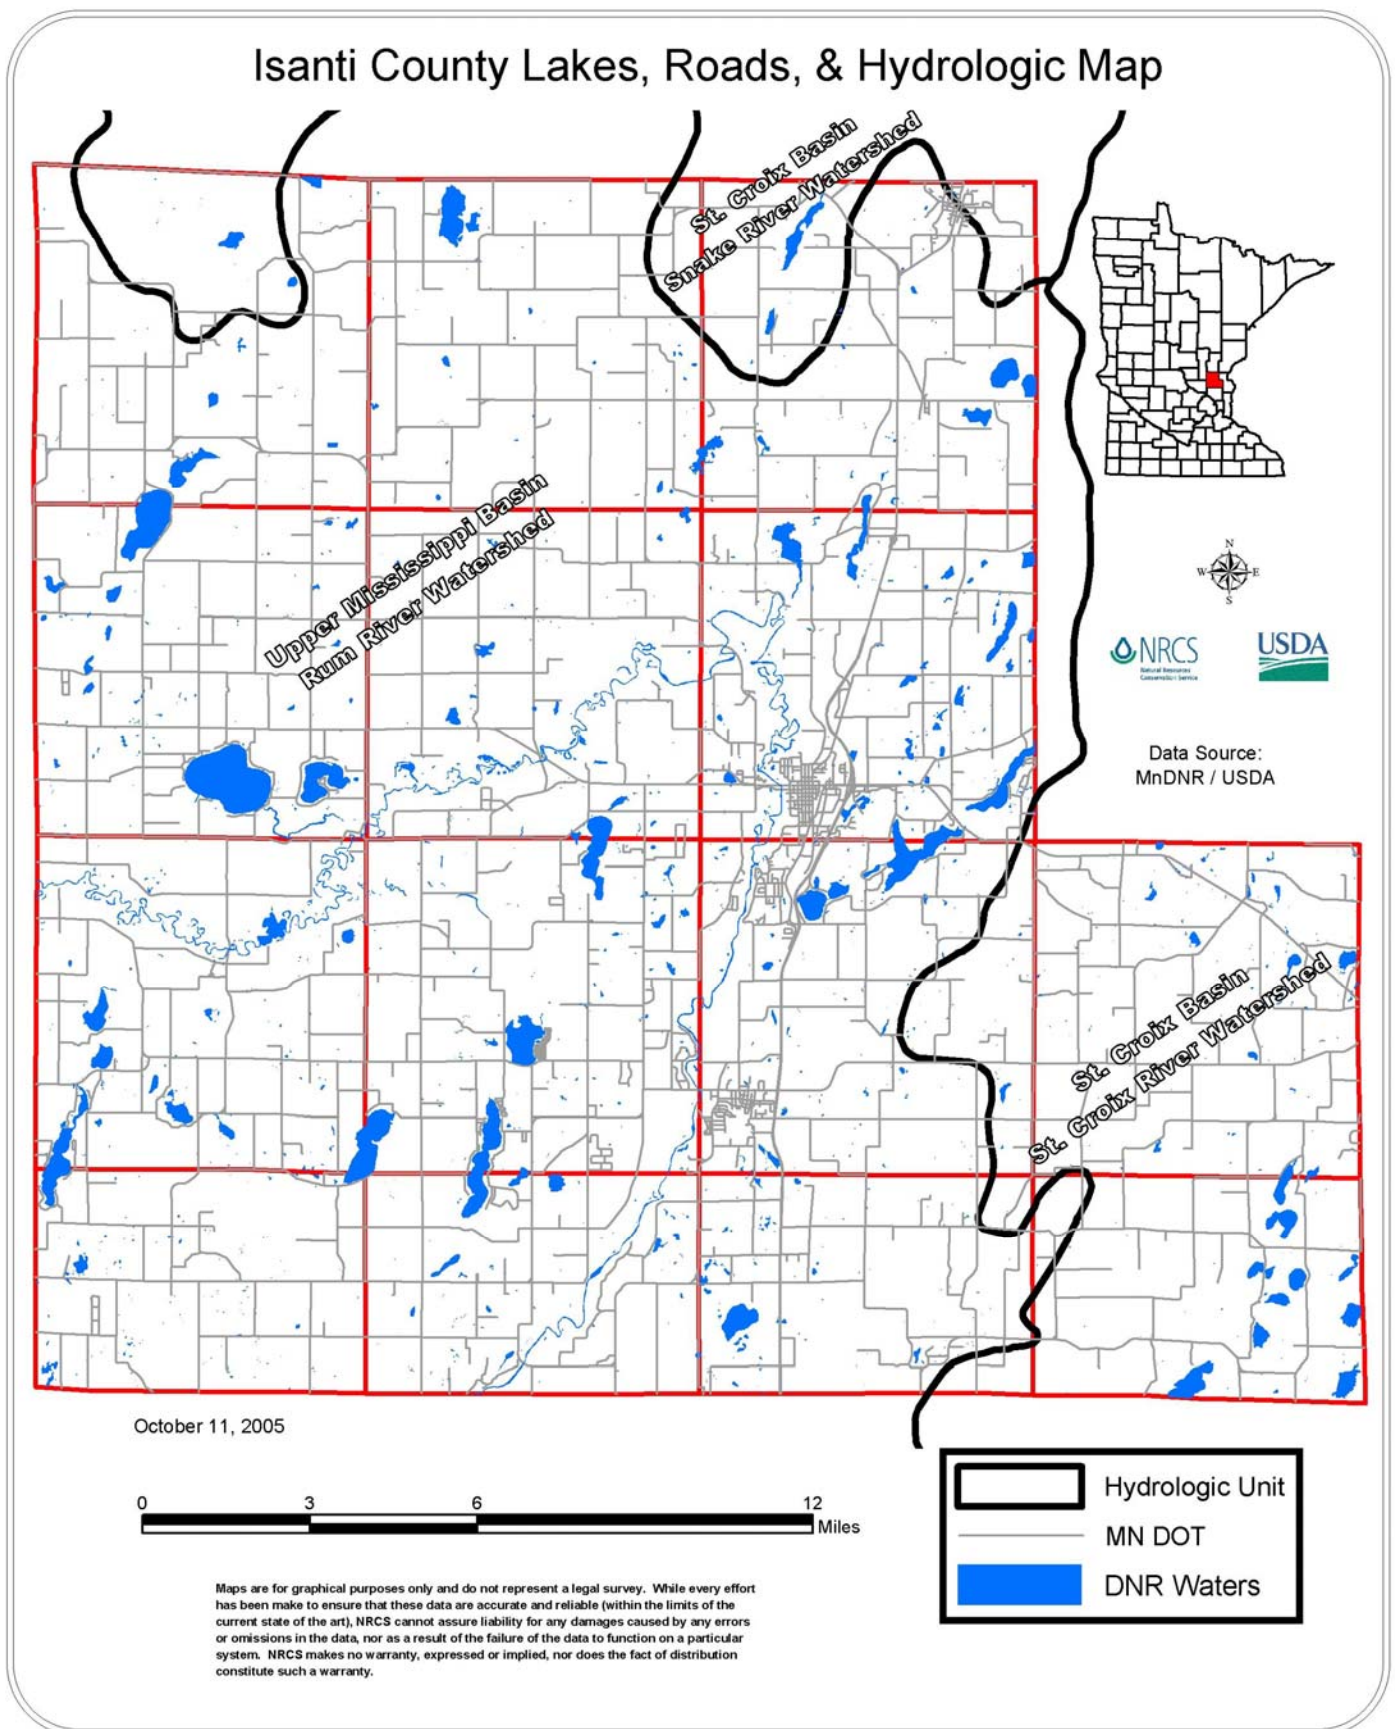 Isanti County Lakes, Roads, & Hydrologic Map
St. Croix Basin
Snake River Watershed
Upper Mississippi Basin
Rum River Watershed
N
W E
S
NRCS
Natural Resources
Conservation Service
USDA
Data Source:
MnDNR / USDA
St. Croix Basin
St. Croix River Watershed
October 11, 2005
0 3 6 12
Miles
Hydrologic Unit
MN DOT
DNR Waters
Maps are for graphical purposes only and do not represent a legal survey. While every effort
has been make to ensure that these data are accurate and reliable (within the limits of the
current state of the art), NRCS cannot assure liability for any damages caused by any errors
or omissions in the data, nor as a result of the failure of the data to function on a particular
system. NRCS makes no warranty, expressed or implied, nor does the fact of distribution
constitute such a warranty.